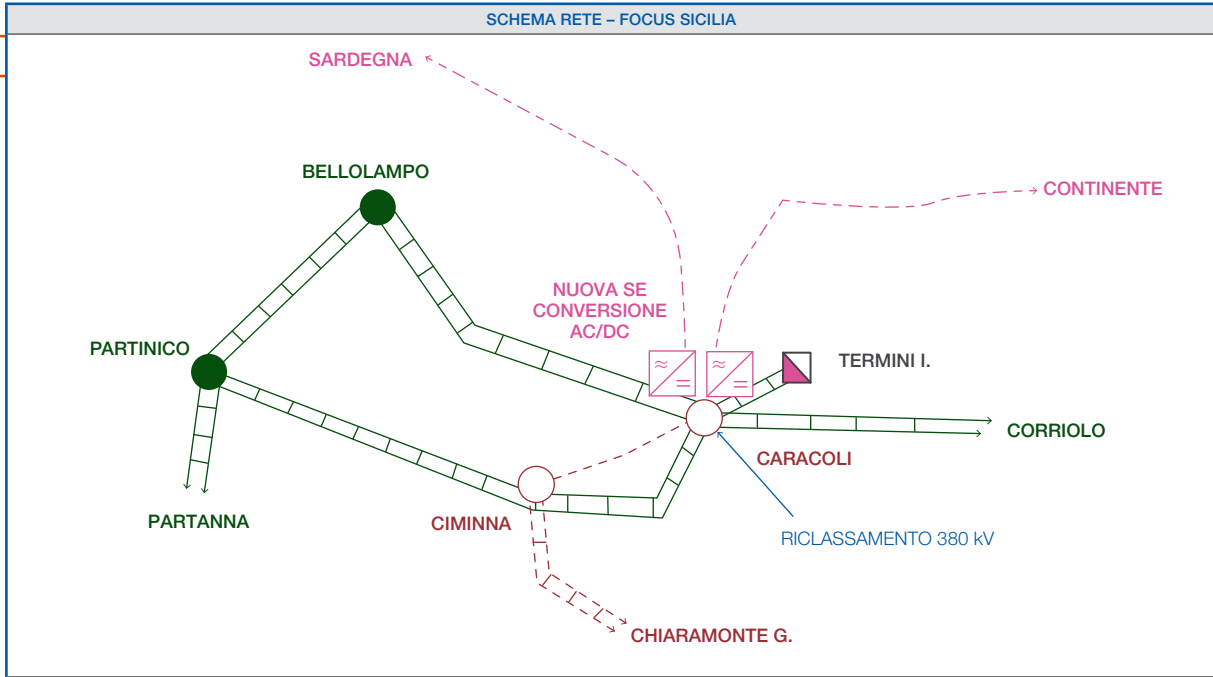 SCHEMA RETE – FOCUS SICILIA
SARDEGNA
BELLOLAMPO
CONTINENTE
NUOVA SE
CONVERSIONE
AC/DC
PARTINICO
TERMINI I.
CORRIOLO
CARACOLI
PARTANNA
CIMINNA
RICLASSAMENTO 380 kV
CHIARAMONTE G.